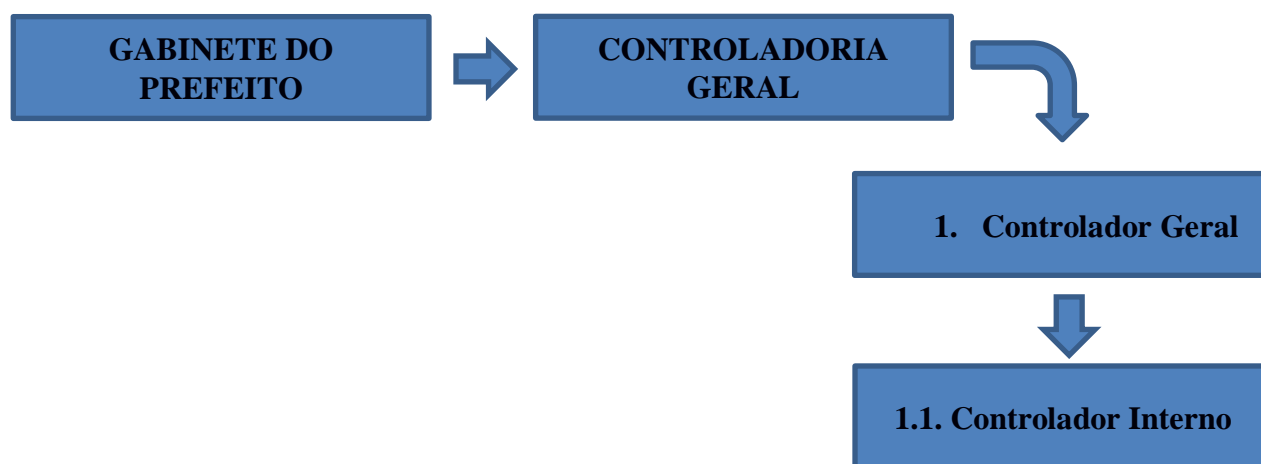 GABINETE DO
PREFEITO
CONTROLADORIA
GERAL
1. Controlador Geral
1.1. Controlador Interno